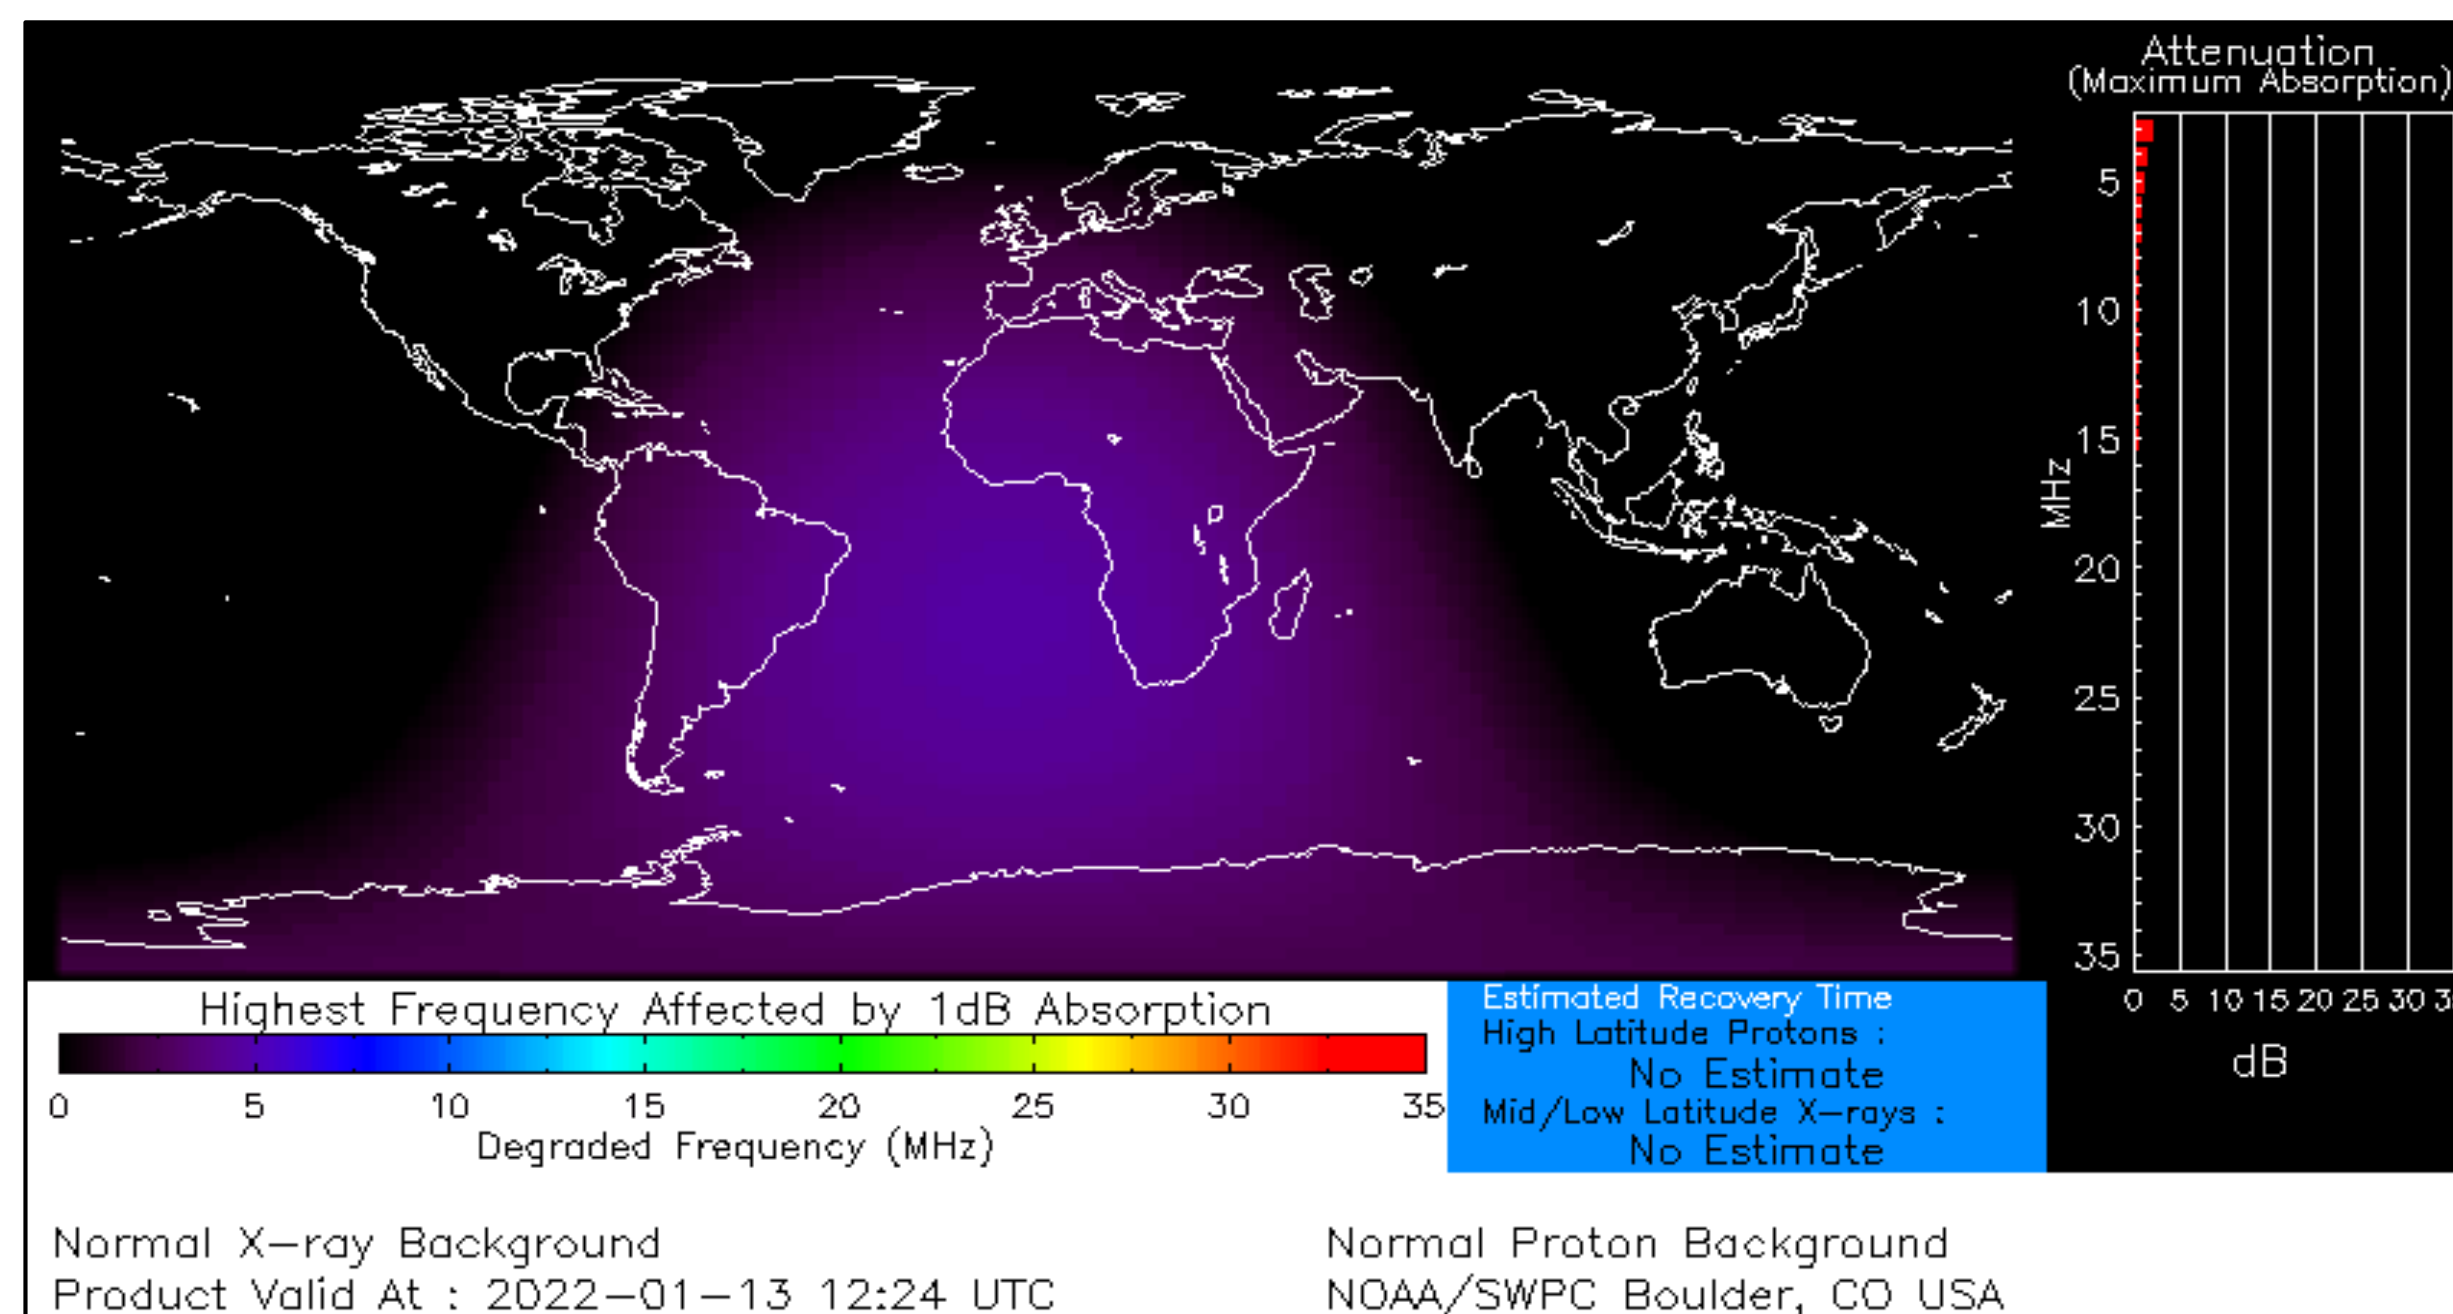 Attenuation
(Maximum Absorption)
5
10
15
20
25
30
35
MHz
0 5 10 15 20 25 30 3
dB
Highest Frequency Affected by 1dB Absorption
0 5 10 15 20 25 30 35
Degraded Frequency (MHz)
Estimated Recovery Time
High Latitude Protons :
No Estimate
Mid/Low Latitude X-rays :
No Estimate
Normal X-ray Background
Normal Proton Background
Product Valid At : 2022-01-13 12:24 UTC
NOAA/SWPC Boulder, CO USA